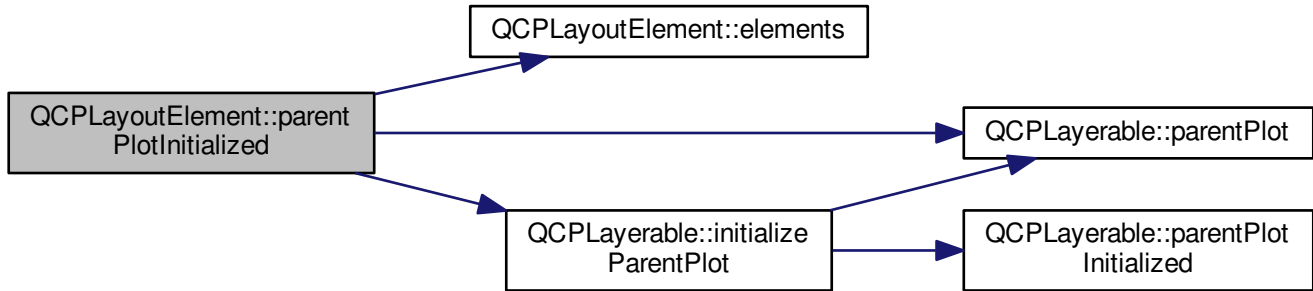 QCPLayoutElement::elements
QCPLayoutElement::parent
PlotInitialized
QCPLayerable::parentPlot
QCPLayerable::initialize
ParentPlot
QCPLayerable::parentPlot
Initialized